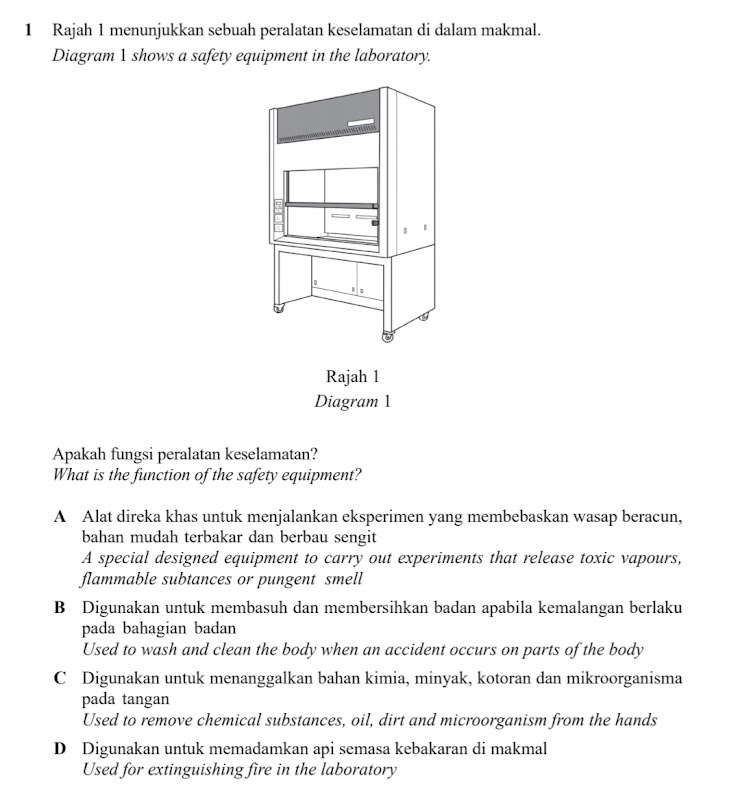 1 Rajah 1 menunjukkan sebuah peralatan keselamatan di dalam makmal.
Diagram 1 shows a safety equipment in the laboratory.
Rajah 1
Diagram 1
Apakah fungsi peralatan keselamatan?
What is the function of the safety equipment?
A Alat direka khas untuk menjalankan eksperimen yang membebaskan wasap beracun,
bahan mudah terbakar dan berbau sengit
A special designed equipment to carry out experiments that release toxic vapours,
flammable subtances or pungent smell
B Digunakan untuk membasuh dan membersihkan badan apabila kemalangan berlaku
pada bahagian badan
Used to wash and clean the body when an accident occurs on parts of the body
C Digunakan untuk menanggalkan bahan kimia, minyak, kotoran dan mikroorganisma
pada tangan
Used to remove chemical substances, oil, dirt and microorganism from the hands
D Digunakan untuk memadamkan api semasa kebakaran di makmal
Used for extinguishing fire in the laboratory